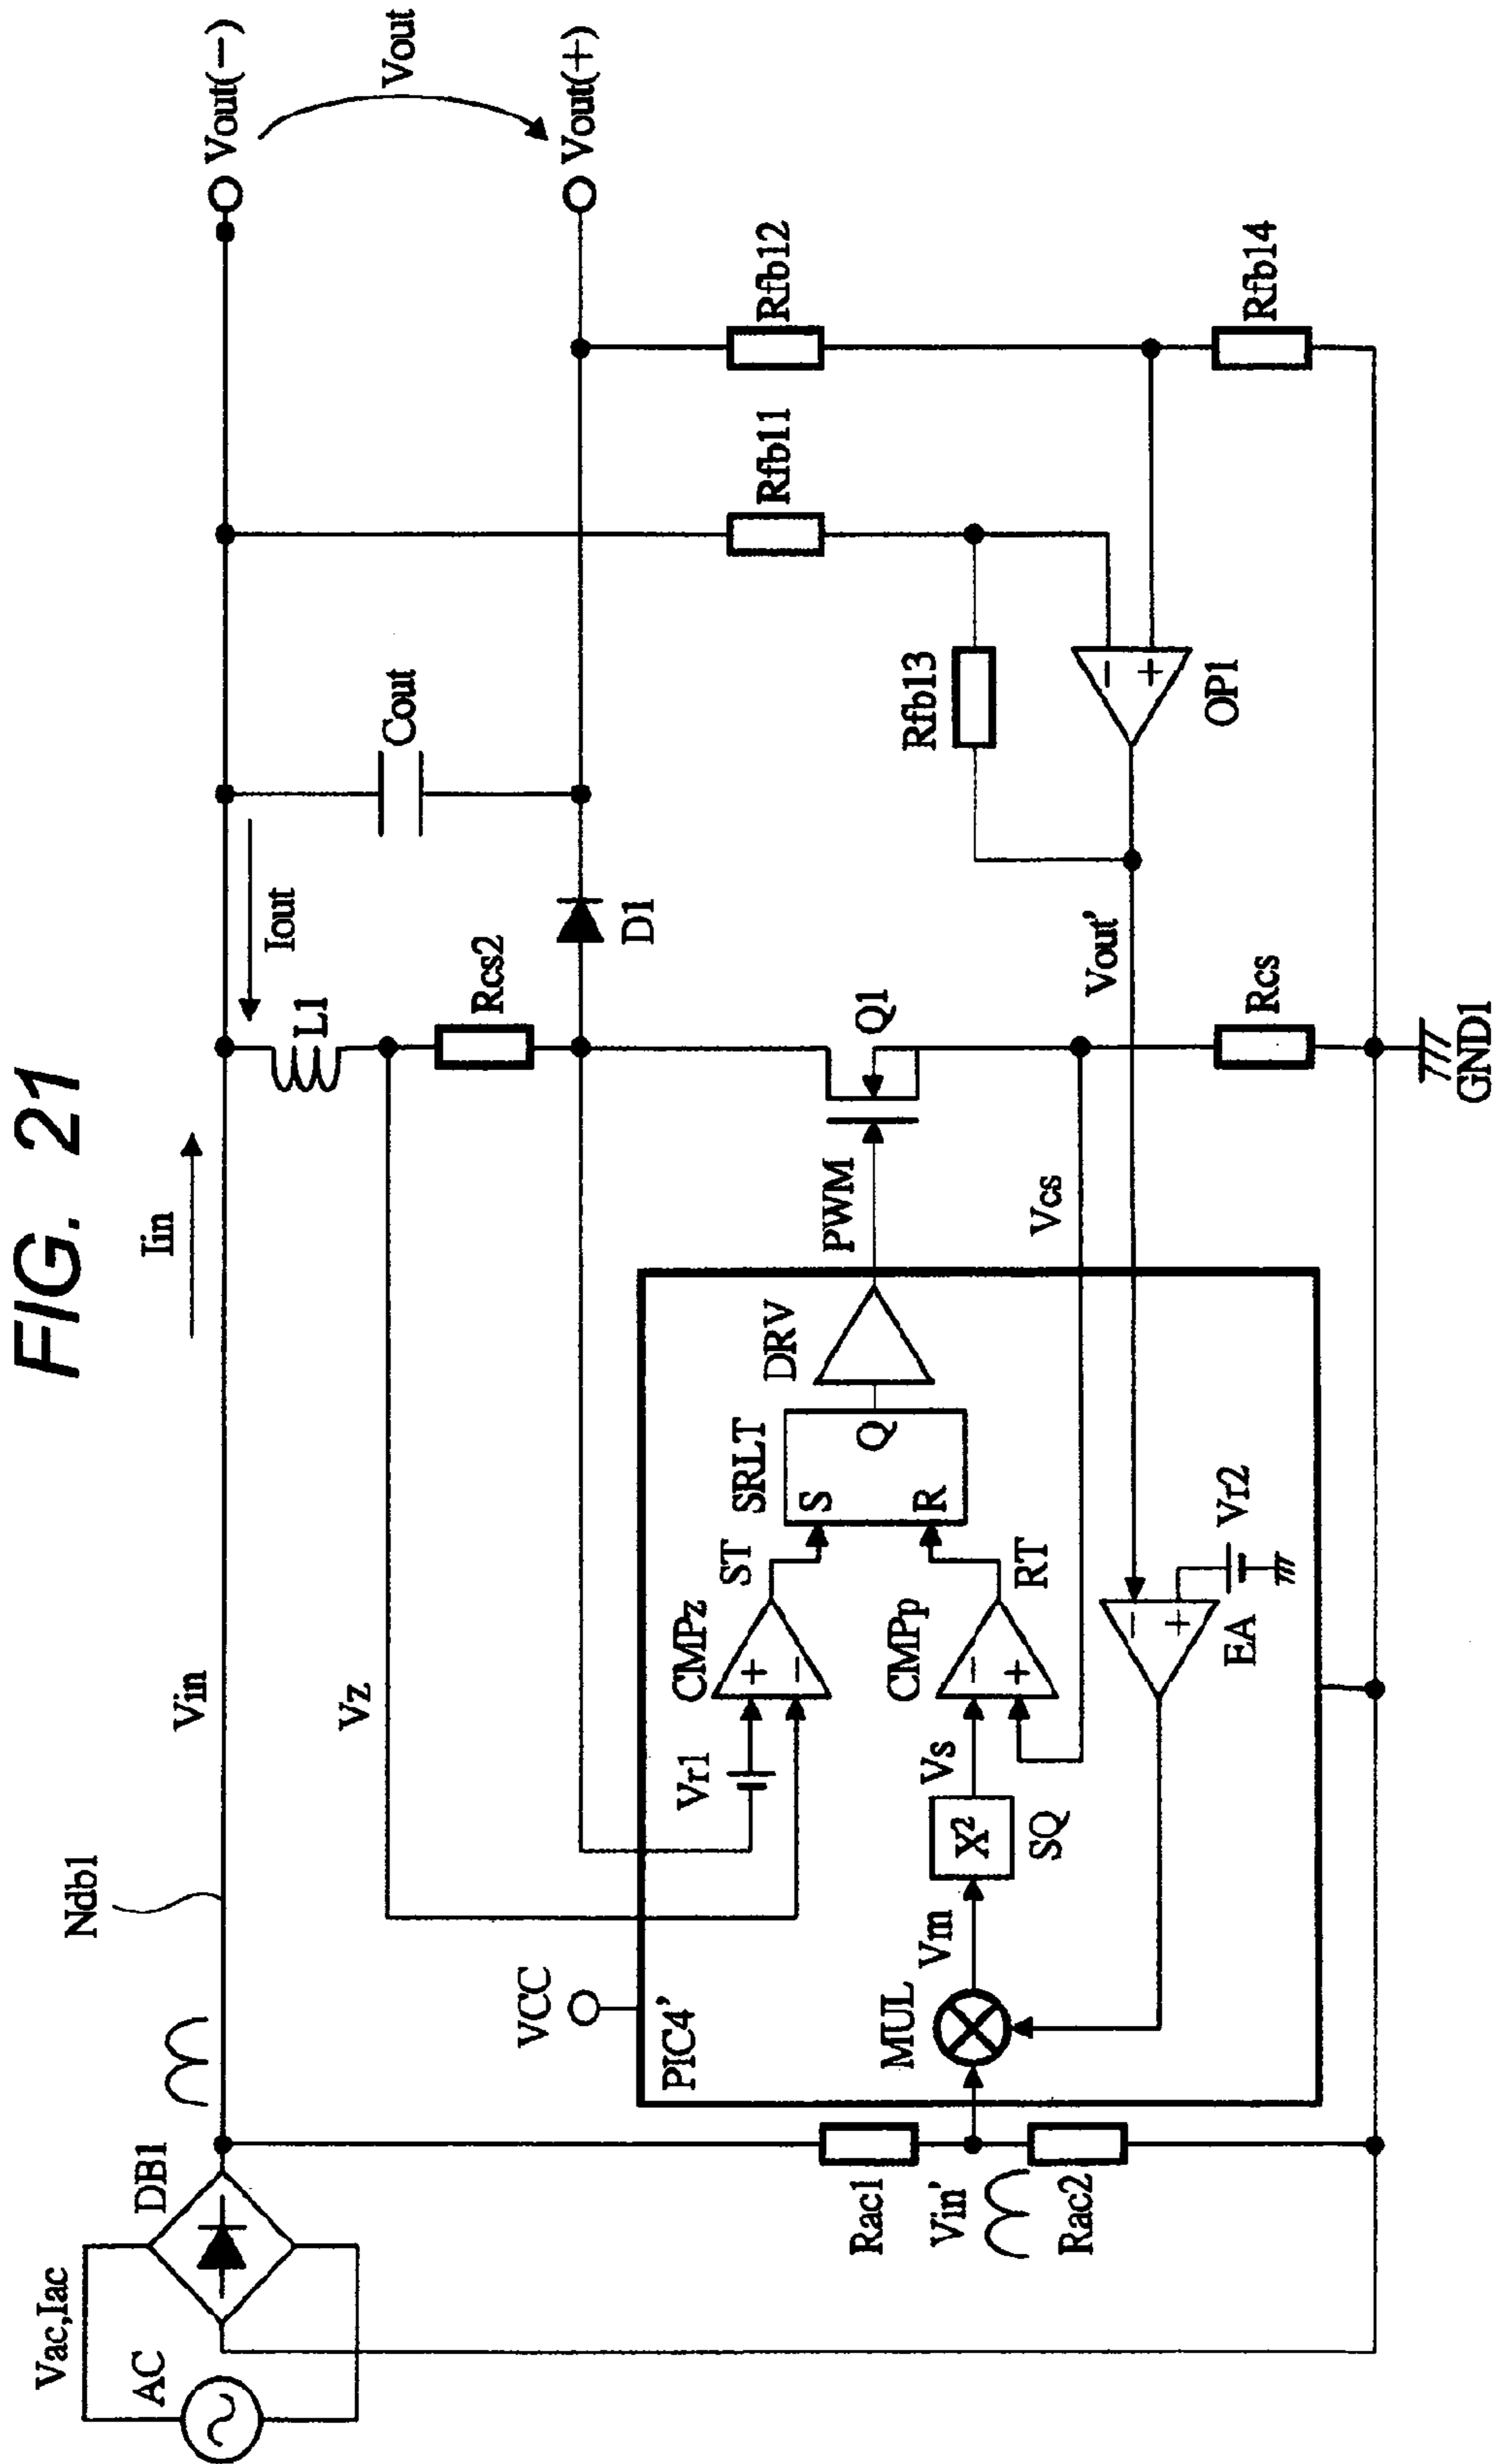 FIG. 21
Vac,Iac
AC
DB1
Ndb1
Vin
Iin
Vz
VCC
PIC4'
L1
Iout
Cout
Vout(−)
Vout
Vout(+)
Rcs2
D1
Rfb11
Rfb12
Rfb13
Rfb14
OP1
Vout'
Q1
PWM
Vcs
Rcs
GND1
Vr1
CMPz
+
−
ST
SRLT
S
Q
R
DRV
CMPp
−
+
RT
Vs
X²
SQ
Vm
MUL
EA
−
+
Vr2
Rac1
Vin'
Rac2
−
+